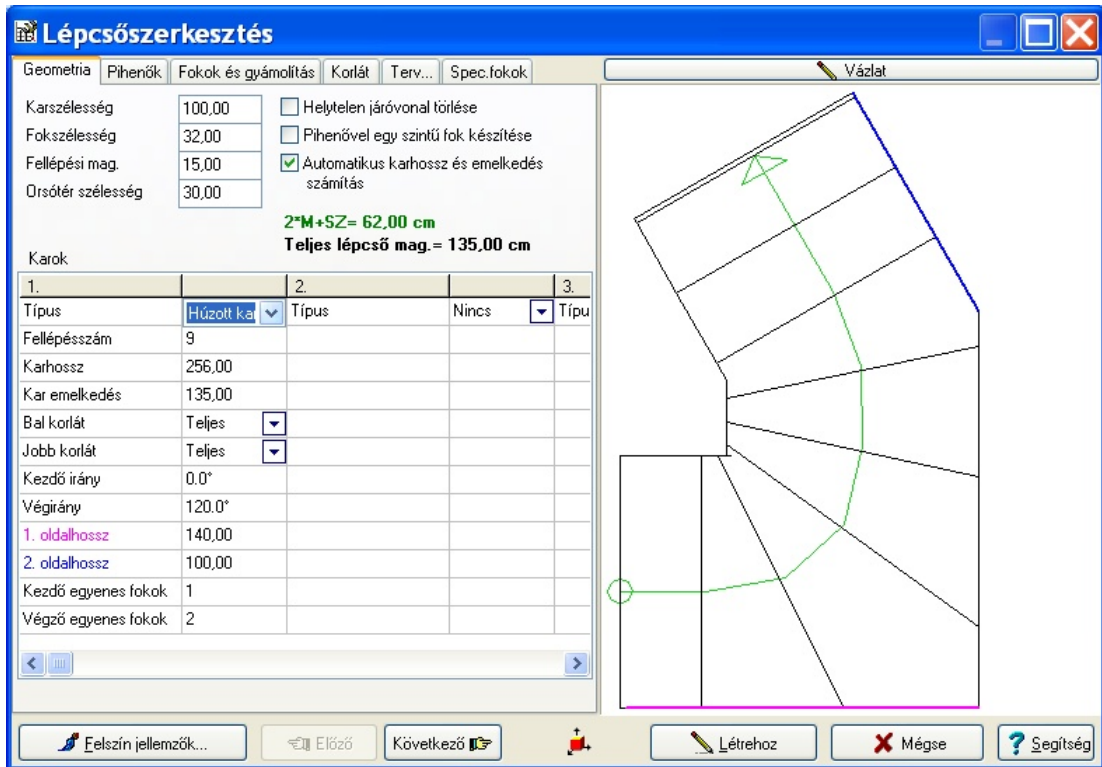 Lépcsőszerkesztés
Geometria Pihenők Fokok és gyámolítás Korlát Terv... Spec.fokok
Vázlat
Karszélesség 100,00 Helytelen járóvonal törlése
Fokszélesség 32,00 Pihenővel egy szintű fok készítése
Fellépési mag. 15,00 Automatikus karhossz és emelkedés
számítás
Orsótér szélesség 30,00
2*M+SZ= 62,00 cm
Teljes lépcső mag.= 135,00 cm
Karok
1. 2. 3.
Típus Húzott kar Típus Nincs Típu
Fellépésszám 9
Karhossz 256,00
Kar emelkedés 135,00
Bal korlát Teljes
Jobb korlát Teljes
Kezdő irány 0.0°
Végirány 120.0°
1. oldalhossz 140,00
2. oldalhossz 100,00
Kezdő egyenes fokok 1
Végző egyenes fokok 2
Felszín jellemzők... Előző Következő Létrehoz Mégse Segítség